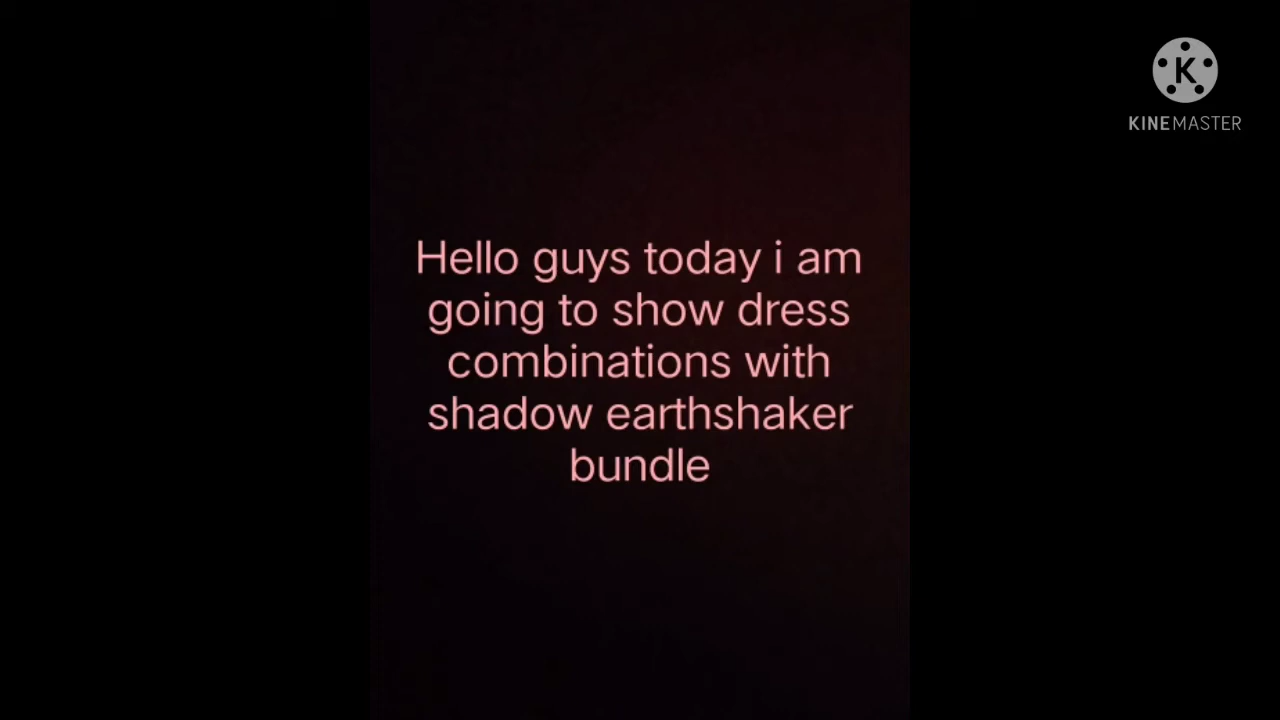 K
KINEMASTER
Hello guys today i am
going to show dress
combinations with
shadow earthshaker
bundle